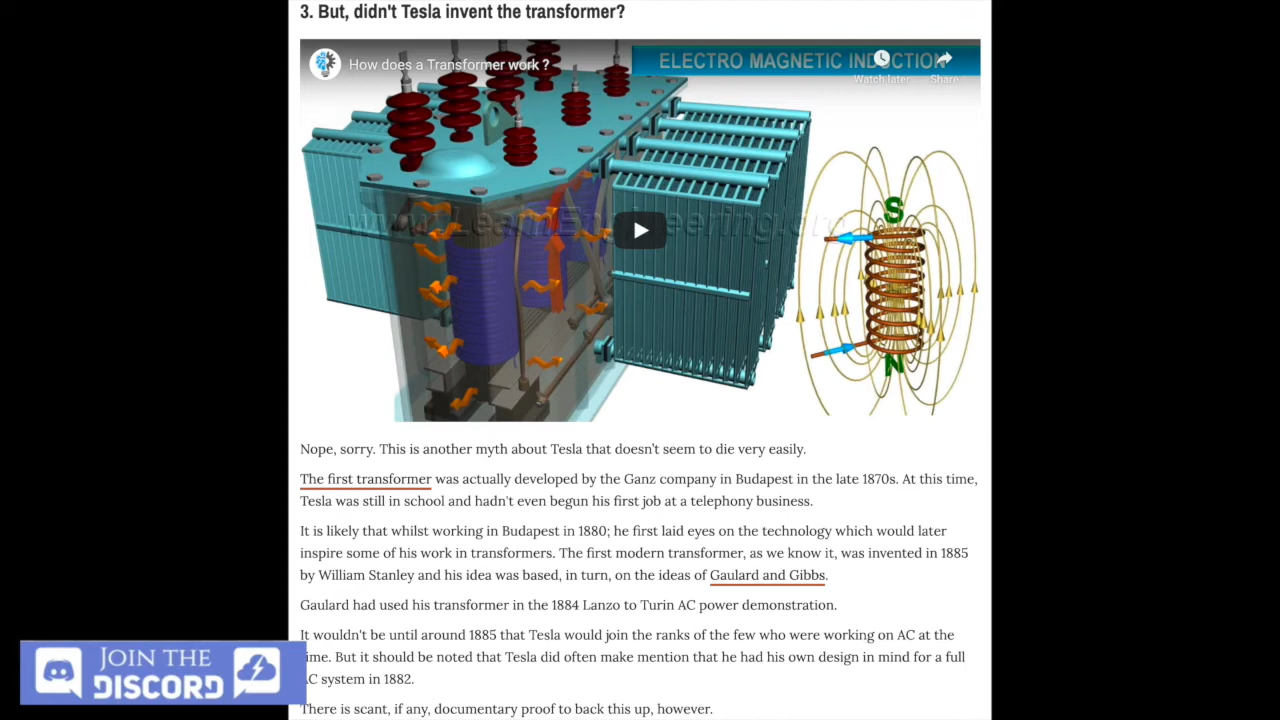 3. But, didn't Tesla invent the transformer?
How does a Transformer work ?
ELECTRO MAGNETIC INDUCTION
Watch later
Share
www.LearnEngineering.org
S
N
Nope, sorry. This is another myth about Tesla that doesn't seem to die very easily.
The first transformer was actually developed by the Ganz company in Budapest in the late 1870s. At this time,
Tesla was still in school and hadn't even begun his first job at a telephony business.
It is likely that whilst working in Budapest in 1880; he first laid eyes on the technology which would later
inspire some of his work in transformers. The first modern transformer, as we know it, was invented in 1885
by William Stanley and his idea was based, in turn, on the ideas of Gaulard and Gibbs.
Gaulard had used his transformer in the 1884 Lanzo to Turin AC power demonstration.
It wouldn't be until around 1885 that Tesla would join the ranks of the few who were working on AC at the
time. But it should be noted that Tesla did often make mention that he had his own design in mind for a full
AC system in 1882.
There is scant, if any, documentary proof to back this up, however.
JOIN THE
DISCORD